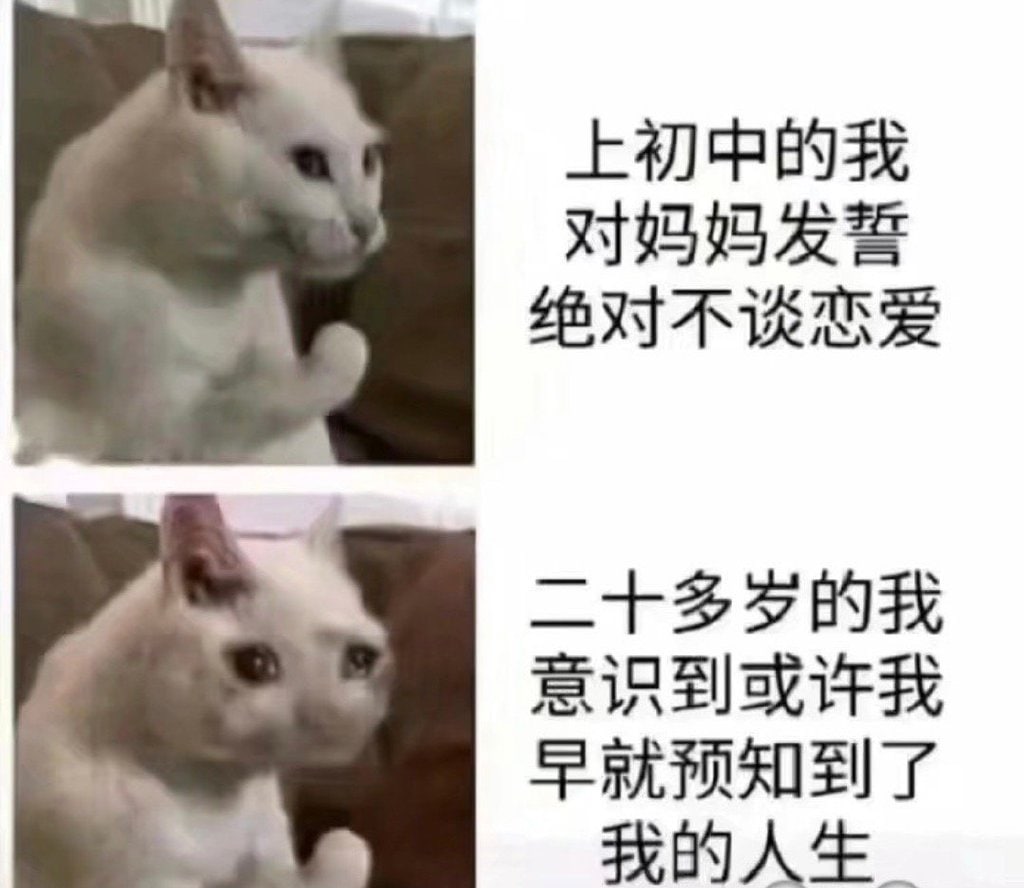 上初中的我
对妈妈发誓
绝对不谈恋爱
二十多岁的我
意识到或许我
早就预知到了
我的人生